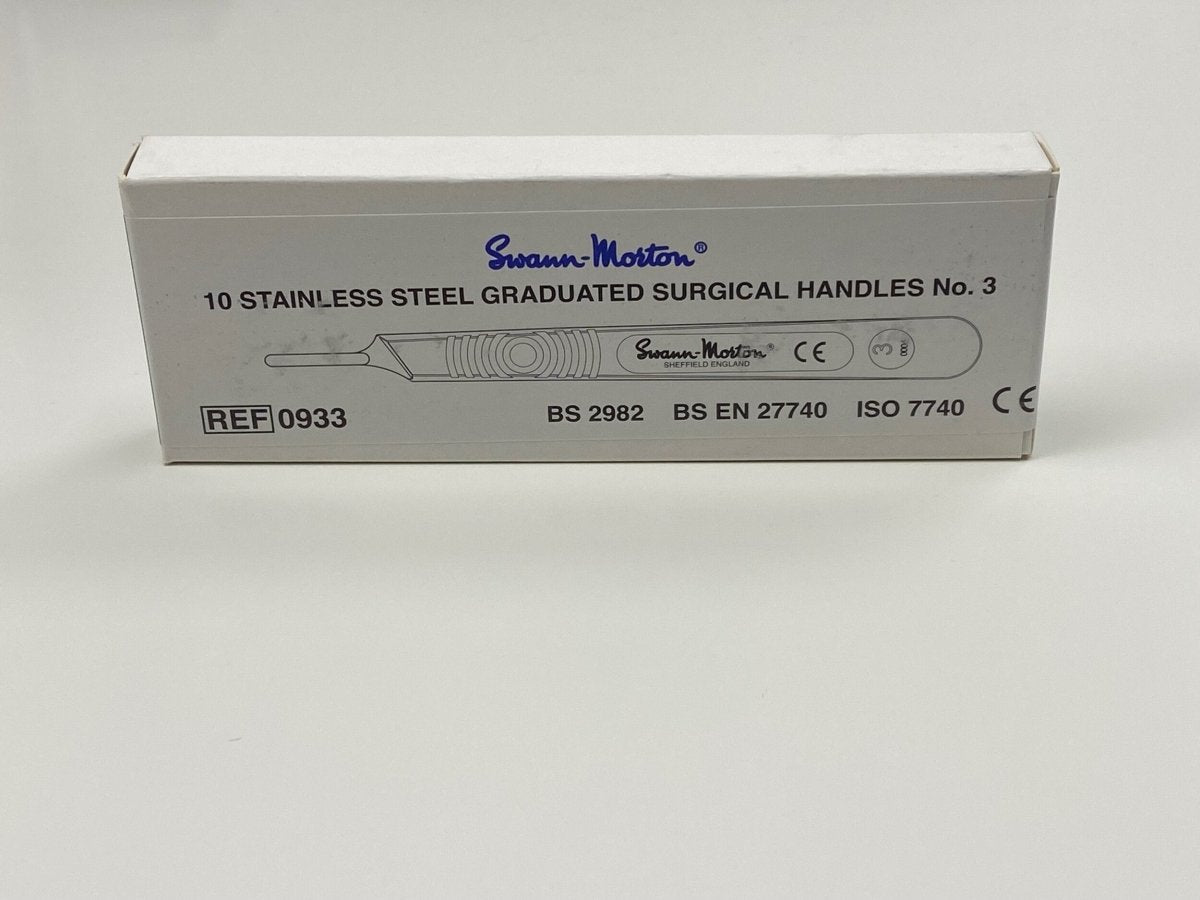 Swann-Morton®
10 STAINLESS STEEL GRADUATED SURGICAL HANDLES No. 3
Swann-Morton® CE
SHEFFIELD ENGLAND
3
REF 0933 BS 2982 BS EN 27740 ISO 7740 CE